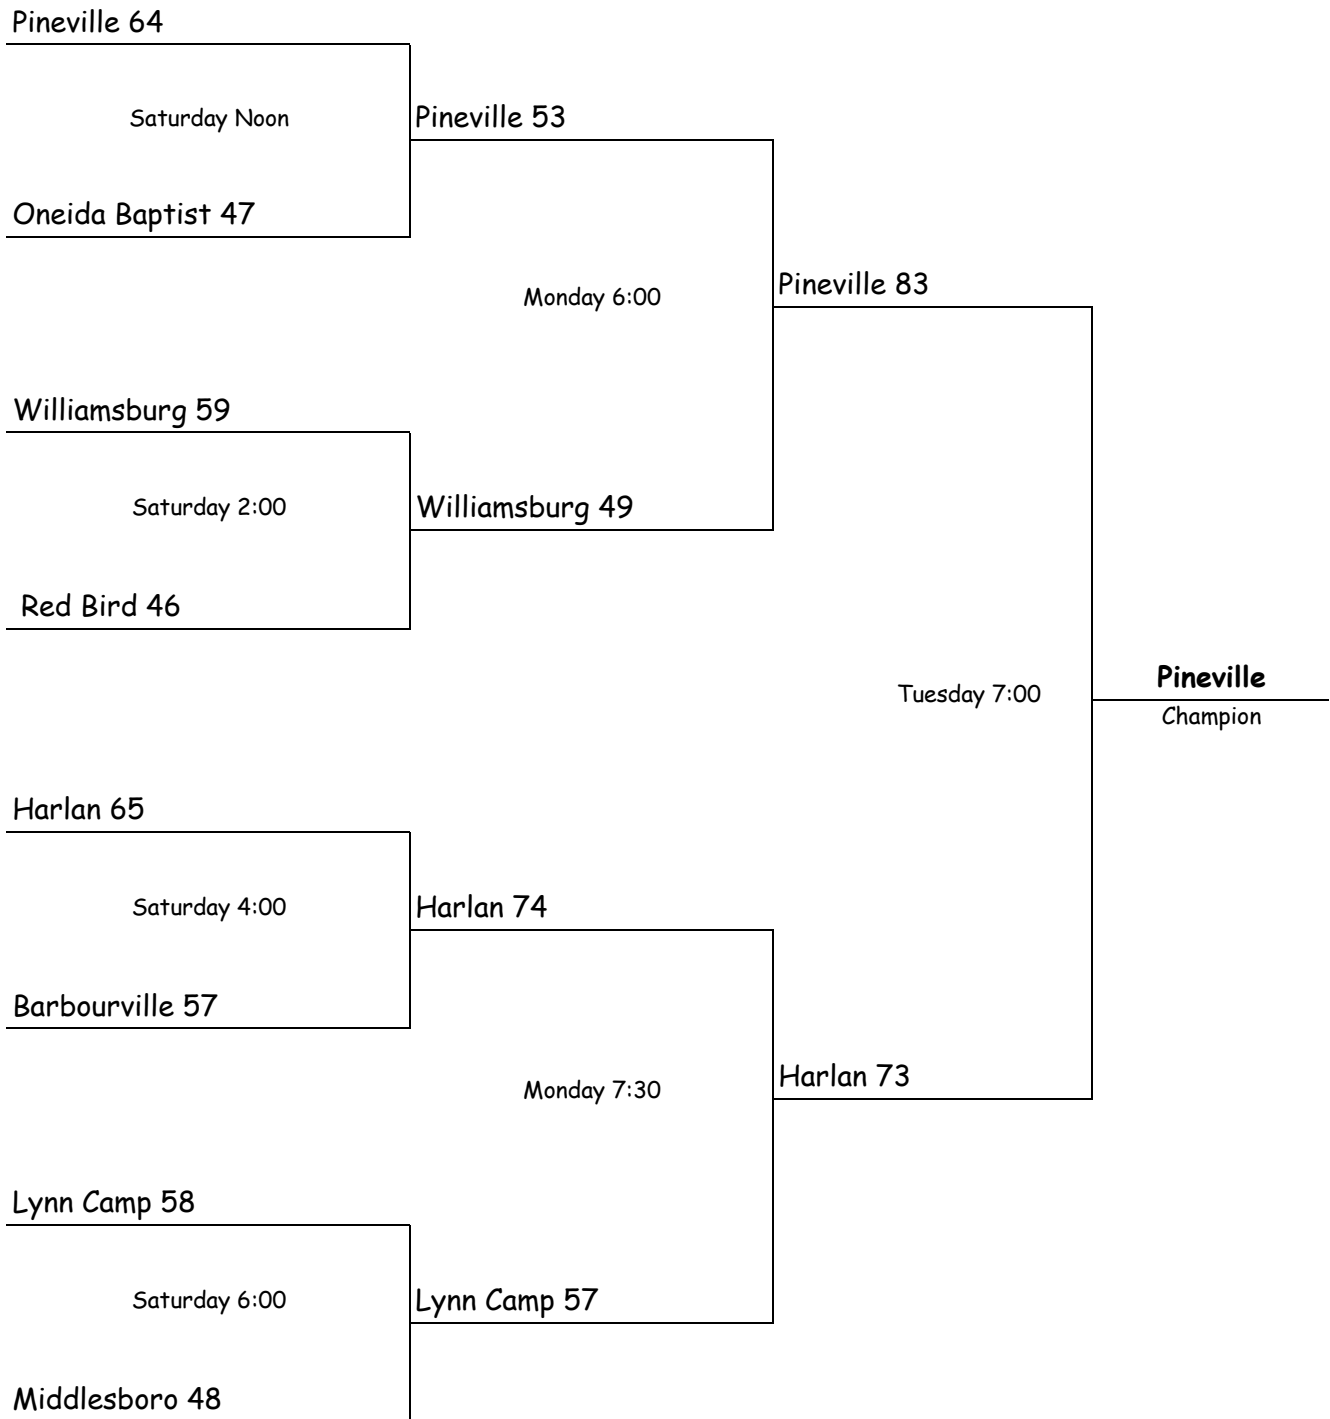 Pineville 64
Saturday Noon
Pineville 53
Oneida Baptist 47
Monday 6:00
Pineville 83
Williamsburg 59
Saturday 2:00
Williamsburg 49
Red Bird 46
Tuesday 7:00
Pineville
Champion
Harlan 65
Saturday 4:00
Harlan 74
Barbourville 57
Monday 7:30
Harlan 73
Lynn Camp 58
Saturday 6:00
Lynn Camp 57
Middlesboro 48